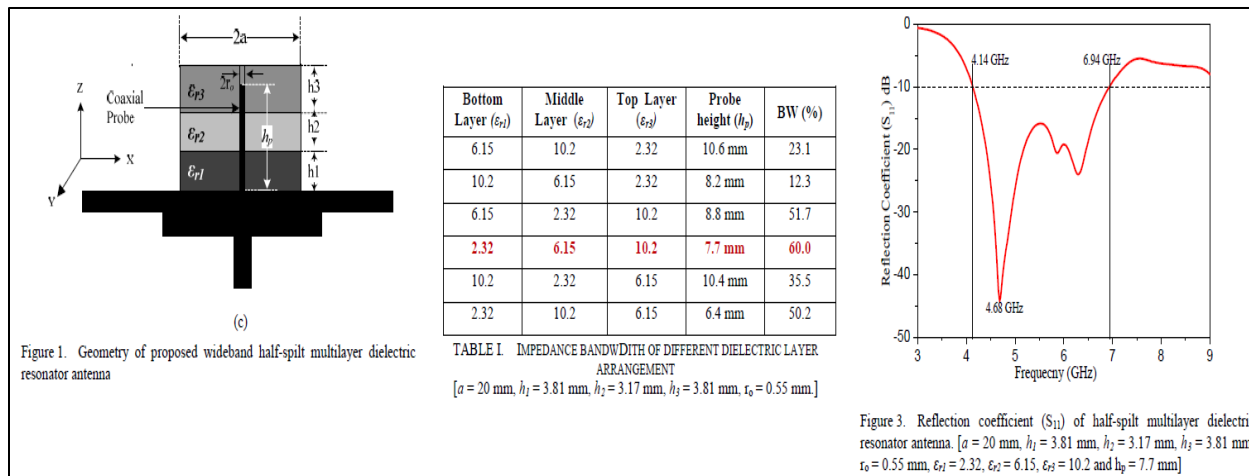 2a
2r₀
Z
Coaxial
Probe
X
Y
εr3
εr2
εr1
hp
h3
h2
h1
(c)
Figure 1. Geometry of proposed wideband half-spilt multilayer dielectric
resonator antenna
Bottom Layer (εr1) Middle Layer (εr2) Top Layer (εr3) Probe height (hp) BW (%)
6.15 10.2 2.32 10.6 mm 23.1
10.2 6.15 2.32 8.2 mm 12.3
6.15 2.32 10.2 8.8 mm 51.7
2.32 6.15 10.2 7.7 mm 60.0
10.2 2.32 6.15 10.4 mm 35.5
2.32 10.2 6.15 6.4 mm 50.2
TABLE I. IMPEDANCE BANDWDITH OF DIFFERENT DIELECTRIC LAYER
ARRANGEMENT
[a = 20 mm, h1 = 3.81 mm, h2 = 3.17 mm, h3 = 3.81 mm, r₀ = 0.55 mm.]
Reflection Coefficient (S11) dB
0
-10
-20
-30
-40
-50
4.14 GHz
6.94 GHz
4.68 GHz
3 4 5 6 7 8 9
Frequecny (GHz)
Figure 3. Reflection coefficient (S11) of half-spilt multilayer dielectric
resonator antenna. [a = 20 mm, h1 = 3.81 mm, h2 = 3.17 mm, h3 = 3.81 mm
r₀ = 0.55 mm, εr1 = 2.32, εr2 = 6.15, εr3 = 10.2 and hp = 7.7 mm]